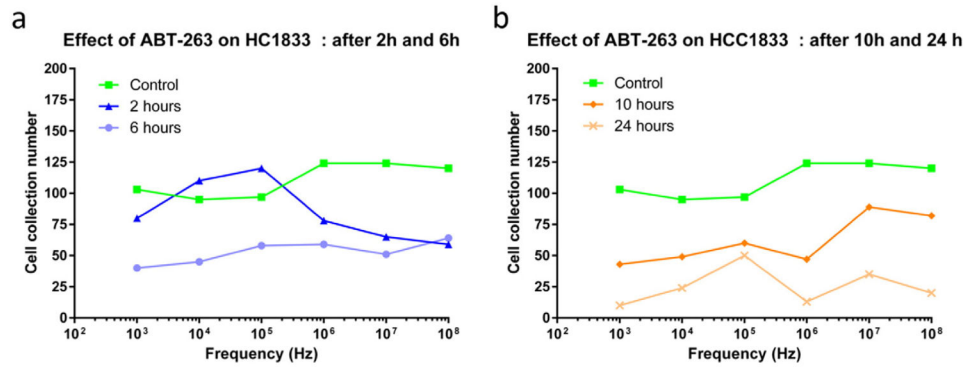 a
Effect of ABT-263 on HC1833 : after 2h and 6h
Control
2 hours
6 hours
200
175
150
125
100
75
50
25
0
Cell collection number
10² 10³ 10⁴ 10⁵ 10⁶ 10⁷ 10⁸
Frequency (Hz)
b
Effect of ABT-263 on HCC1833 : after 10h and 24 h
Control
10 hours
24 hours
200
175
150
125
100
75
50
25
0
Cell collection number
10² 10³ 10⁴ 10⁵ 10⁶ 10⁷ 10⁸
Frequency (Hz)